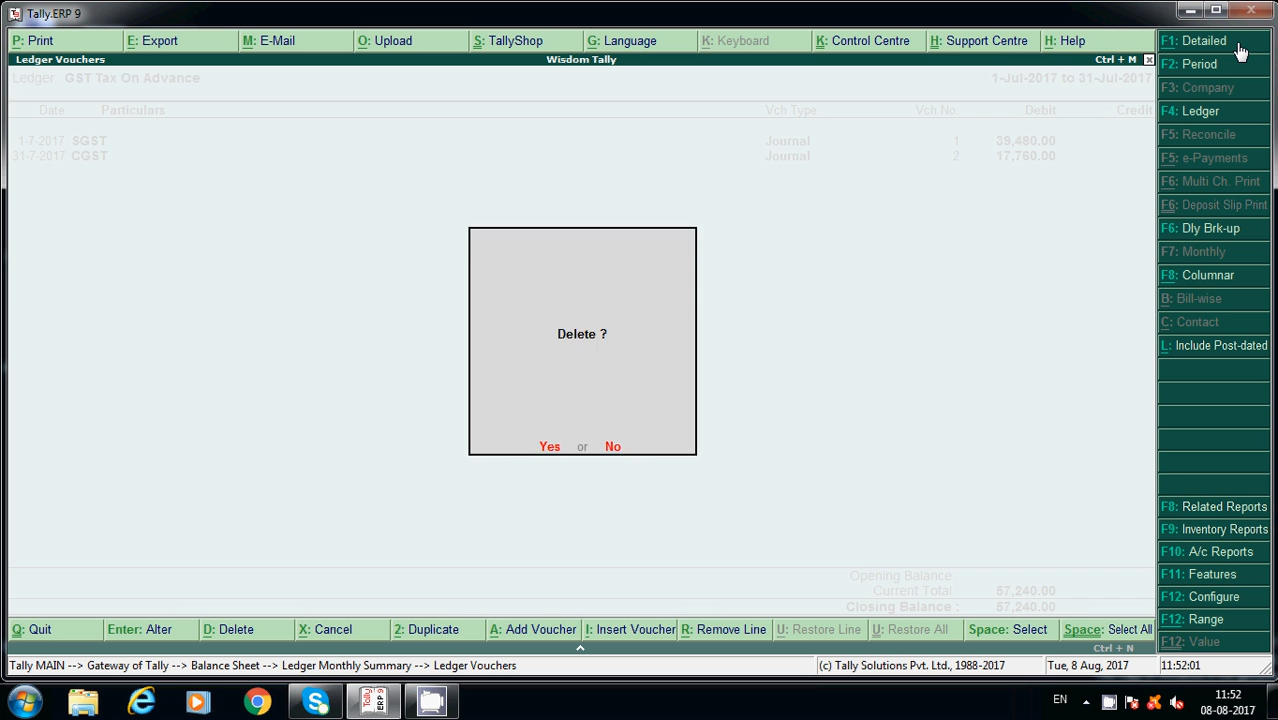 Tally.ERP 9
P: Print E: Export M: E-Mail O: Upload S: TallyShop G: Language K: Keyboard K: Control Centre H: Support Centre H: Help
Ledger Vouchers Wisdom Tally Ctrl + M
Ledger GST Tax On Advance 1-Jul-2017 to 31-Jul-2017
Date Particulars Vch Type Vch No. Debit Credit
1-7-2017 SGST Journal 1 39,480.00
31-7-2017 CGST Journal 2 17,760.00
Delete ?
Yes or No
Opening Balance
Current Total 57,240.00
Closing Balance : 57,240.00
F1: Detailed
F2: Period
F3: Company
F4: Ledger
F5: Reconcile
F5: e-Payments
F6: Multi Ch. Print
F6: Deposit Slip Print
F6: Dly Brk-up
F7: Monthly
F8: Columnar
B: Bill-wise
C: Contact
L: Include Post-dated
F8: Related Reports
F9: Inventory Reports
F10: A/c Reports
F11: Features
F12: Configure
F12: Range
F12: Value
Q: Quit Enter: Alter D: Delete X: Cancel 2: Duplicate A: Add Voucher I: Insert Voucher R: Remove Line U: Restore Line U: Restore All Space: Select Space: Select All
Ctrl + N
Tally MAIN --> Gateway of Tally --> Balance Sheet --> Ledger Monthly Summary --> Ledger Vouchers (c) Tally Solutions Pvt. Ltd., 1988-2017 Tue, 8 Aug, 2017 11:52:01
EN 11:52
08-08-2017